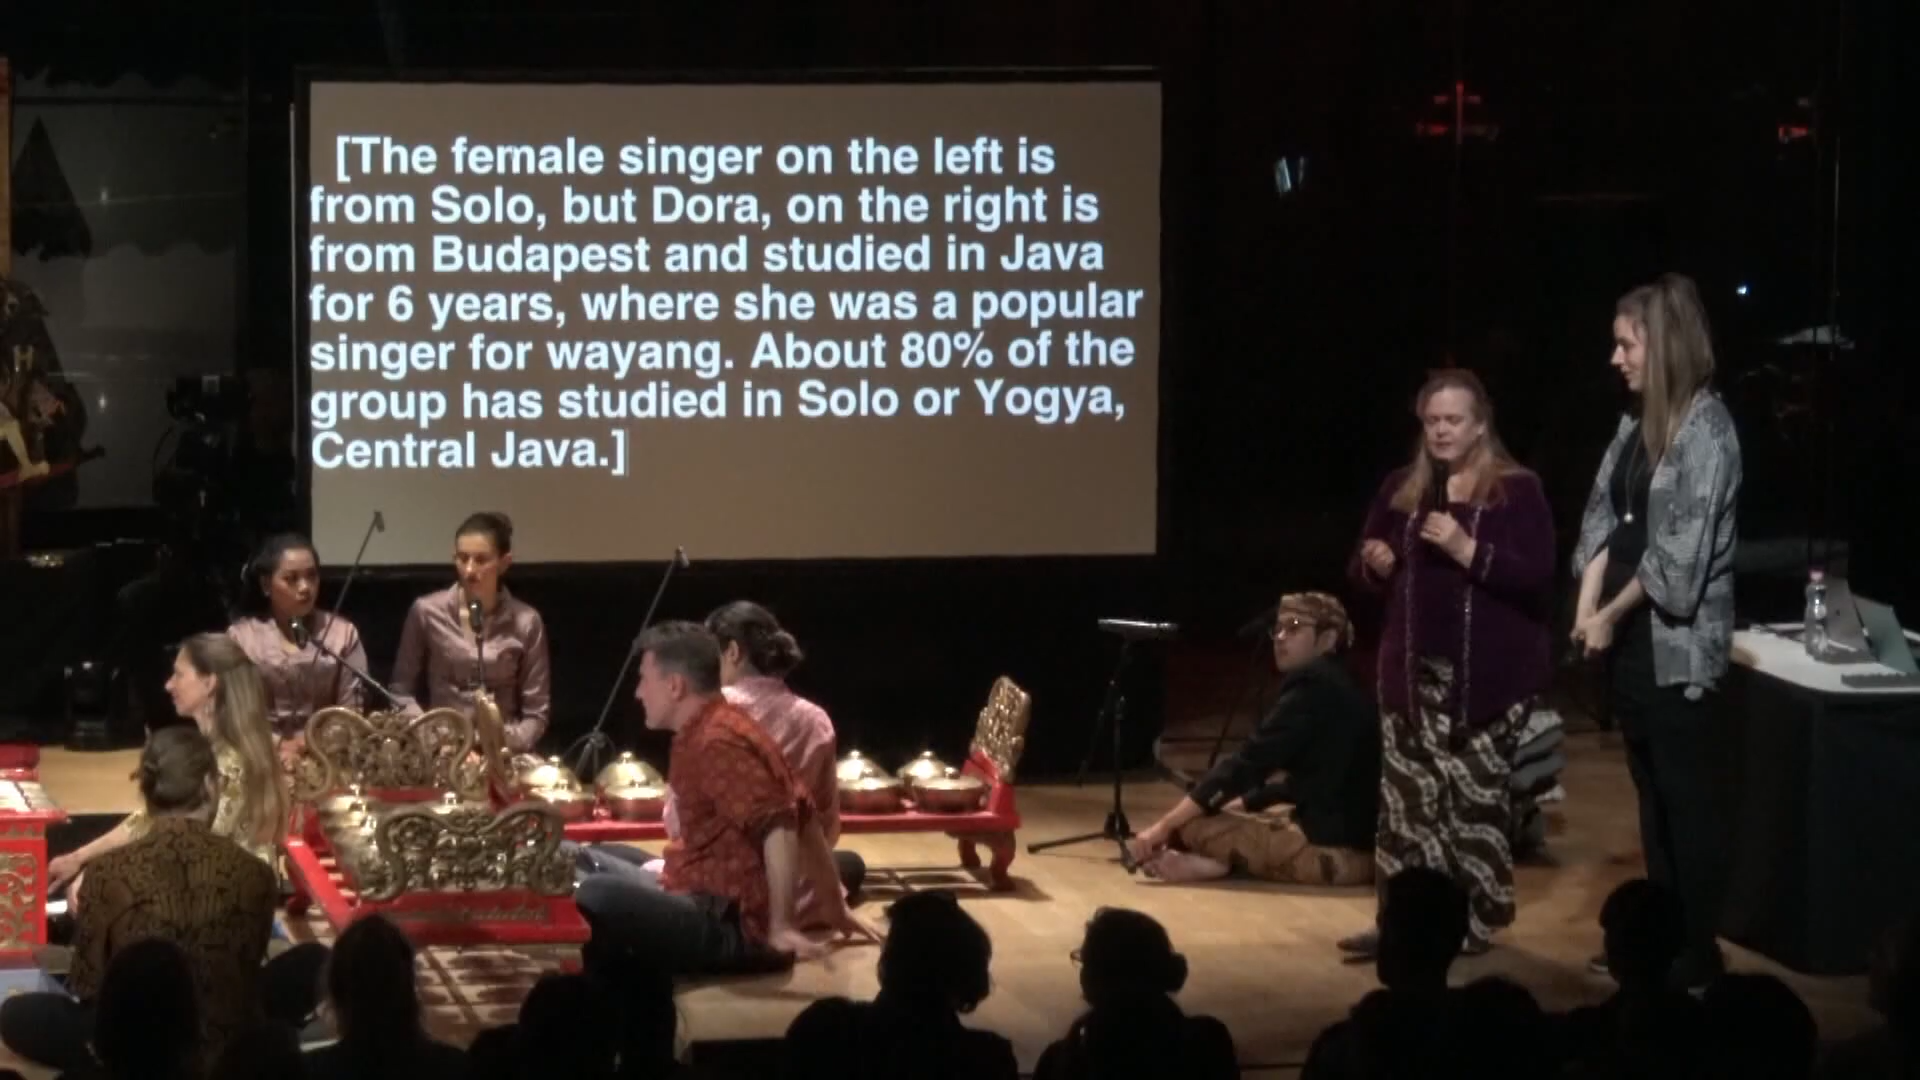 [The female singer on the left is
from Solo, but Dora, on the right is
from Budapest and studied in Java
for 6 years, where she was a popular
singer for wayang. About 80% of the
group has studied in Solo or Yogya,
Central Java.]